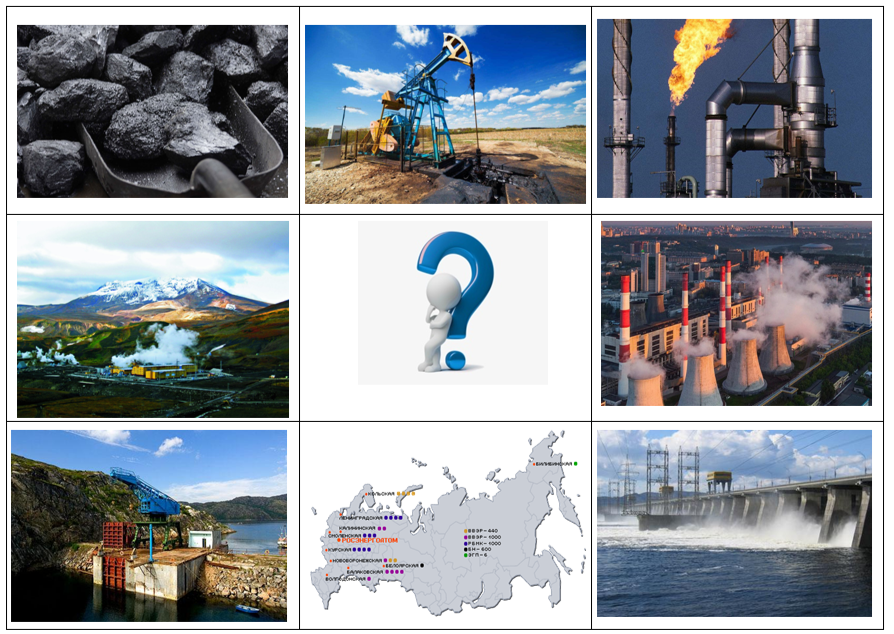 БИЛИБИНСКАЯ
КОЛЬСКАЯ
ЛЕНИНГРАДСКАЯ
КАЛИНИНСКАЯ
СМОЛЕНСКАЯ
РОСЭНЕРГОАТОМ
КУРСКАЯ
НОВОВОРОНЕЖСКАЯ
БЕЛОЯРСКАЯ
БАЛАКОВСКАЯ
ВОЛГОДОНСКАЯ
ВВЭР-440
ВВЭР-1000
РБМК-1000
БН-600
ЭГП-6